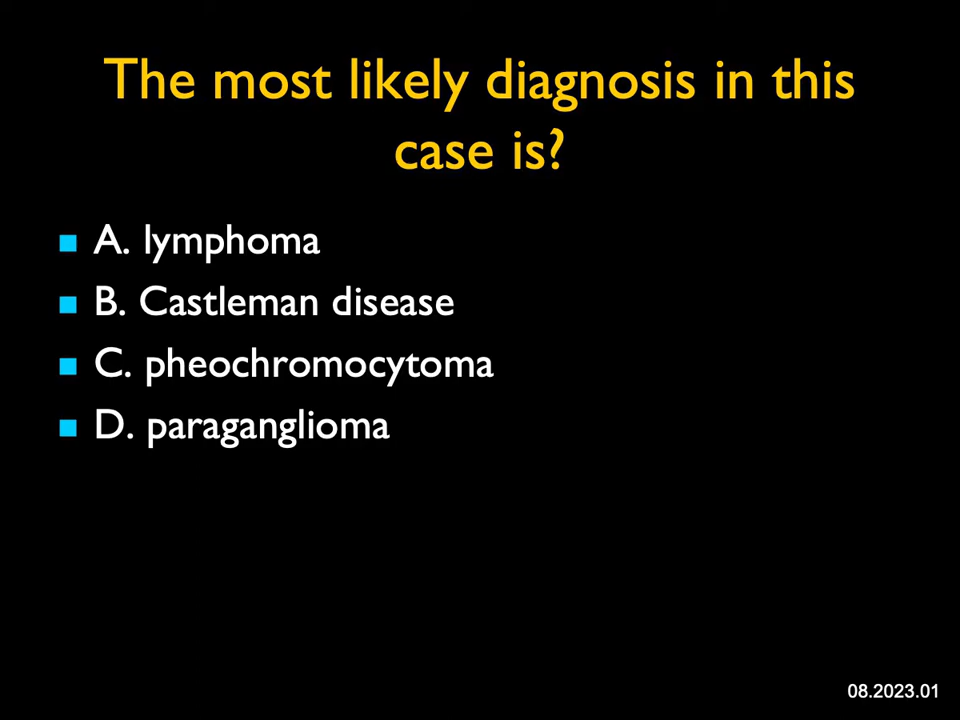 The most likely diagnosis in this
case is?
A. lymphoma
B. Castleman disease
C. pheochromocytoma
D. paraganglioma
08.2023.01